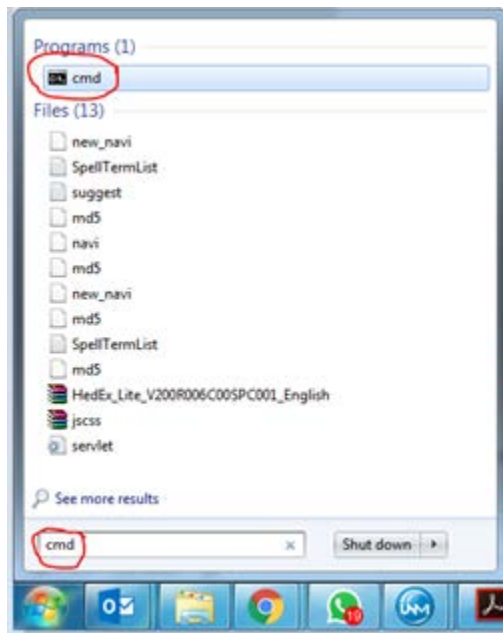 Programs (1)
cmd
Files (13)
new_navi
SpellTermList
suggest
md5
navi
md5
new_navi
md5
SpellTermList
md5
HedEx_Lite_V200R006C00SPC001_English
jscss
servlet
See more results
cmd
Shut down
19